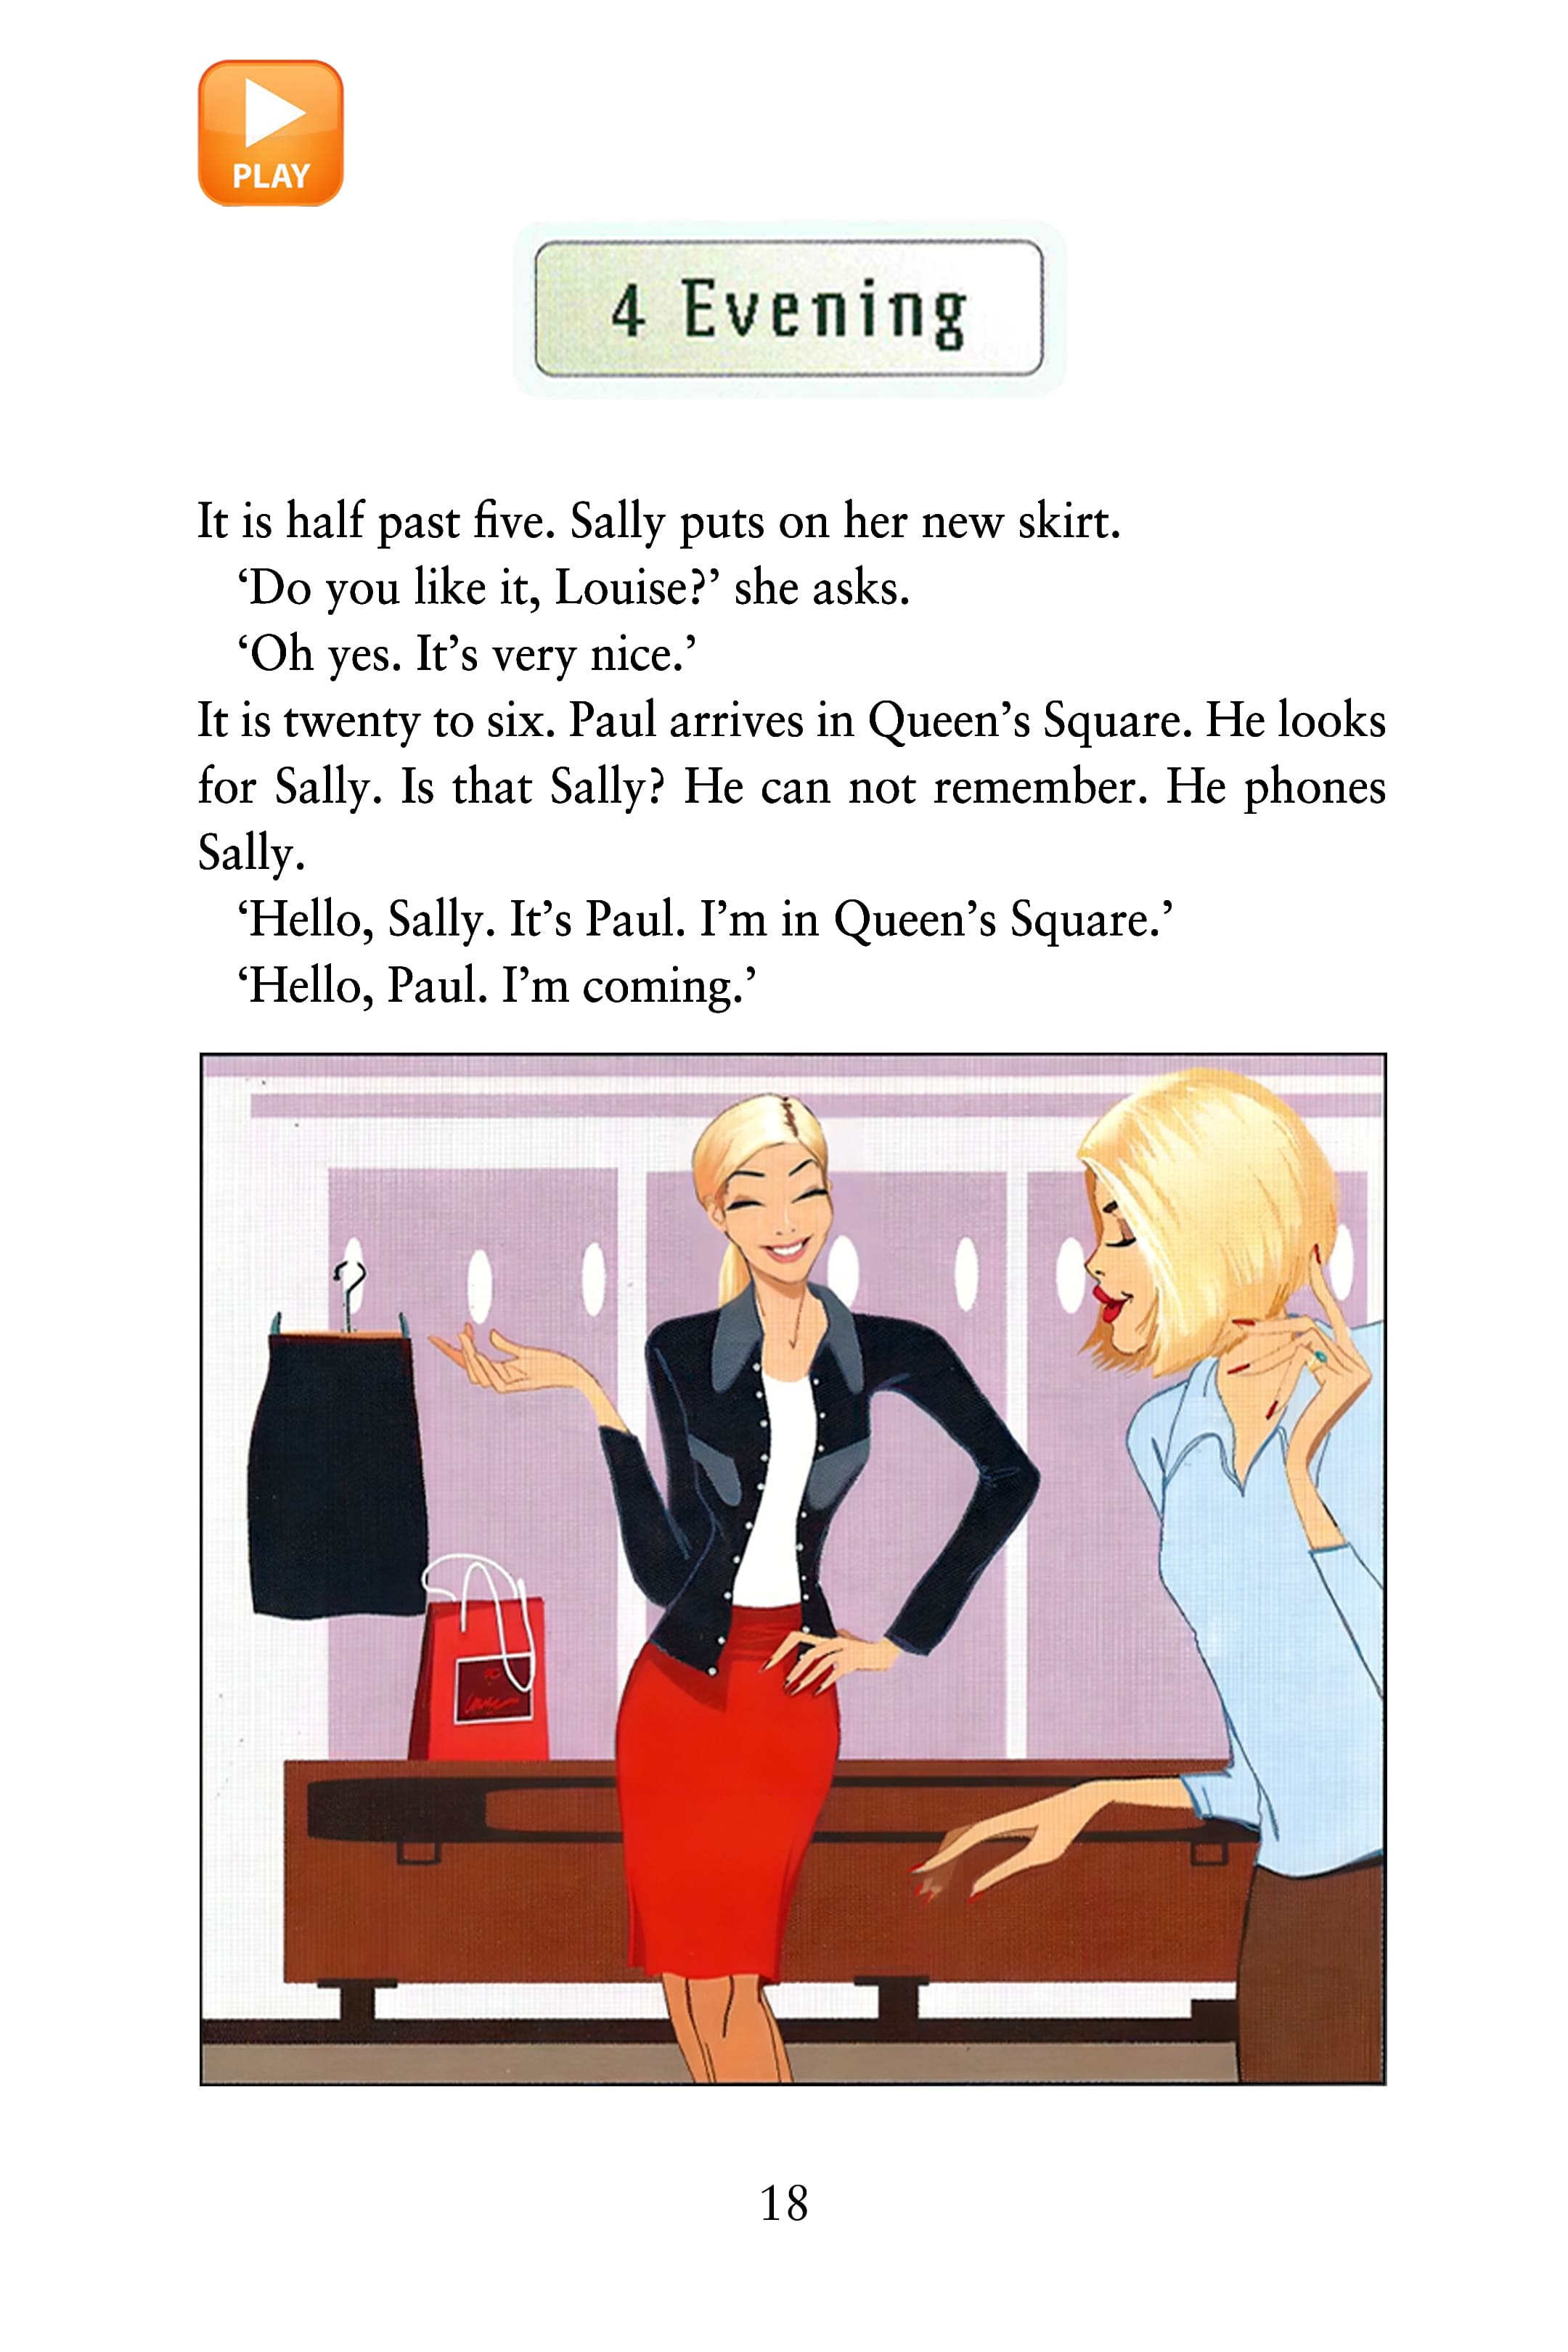 PLAY
4 Evening
It is half past five. Sally puts on her new skirt.
‘Do you like it, Louise?’ she asks.
‘Oh yes. It’s very nice.’
It is twenty to six. Paul arrives in Queen’s Square. He looks
for Sally. Is that Sally? He can not remember. He phones
Sally.
‘Hello, Sally. It’s Paul. I’m in Queen’s Square.’
‘Hello, Paul. I’m coming.’
18